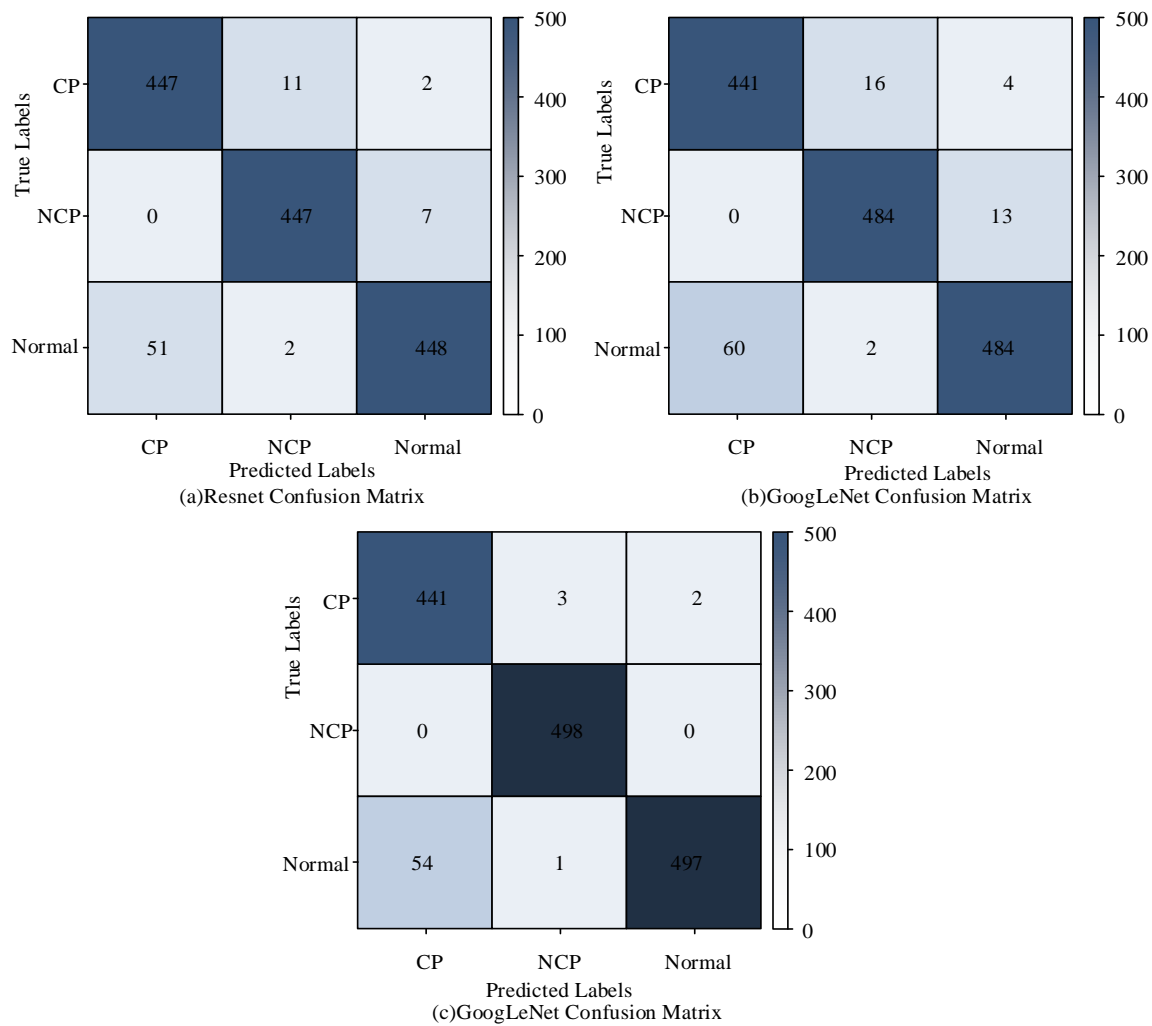 500
400
300
200
100
0
True Labels
CP
NCP
Normal
447 11 2
0 447 7
51 2 448
CP NCP Normal
Predicted Labels
(a)Resnet Confusion Matrix
500
400
300
200
100
0
True Labels
CP
NCP
Normal
441 16 4
0 484 13
60 2 484
CP NCP Normal
Predicted Labels
(b)GoogLeNet Confusion Matrix
500
400
300
200
100
0
True Labels
CP
NCP
Normal
441 3 2
0 498 0
54 1 497
CP NCP Normal
Predicted Labels
(c)GoogLeNet Confusion Matrix